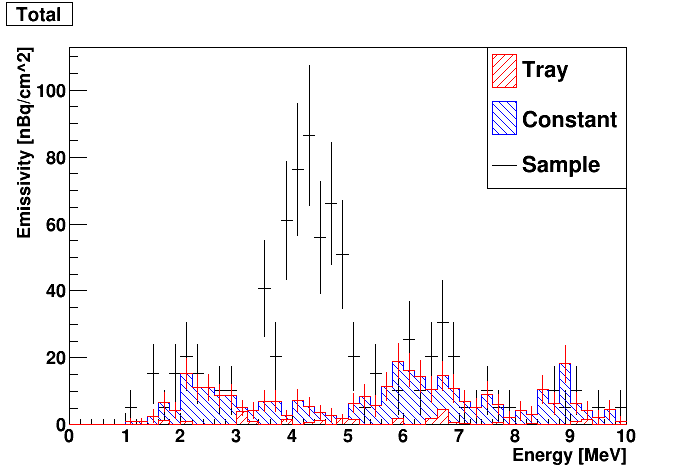 Total
Emissivity [nBq/cm^2]
100
80
60
40
20
0
Tray
Constant
Sample
0 1 2 3 4 5 6 7 8 9 10
Energy [MeV]